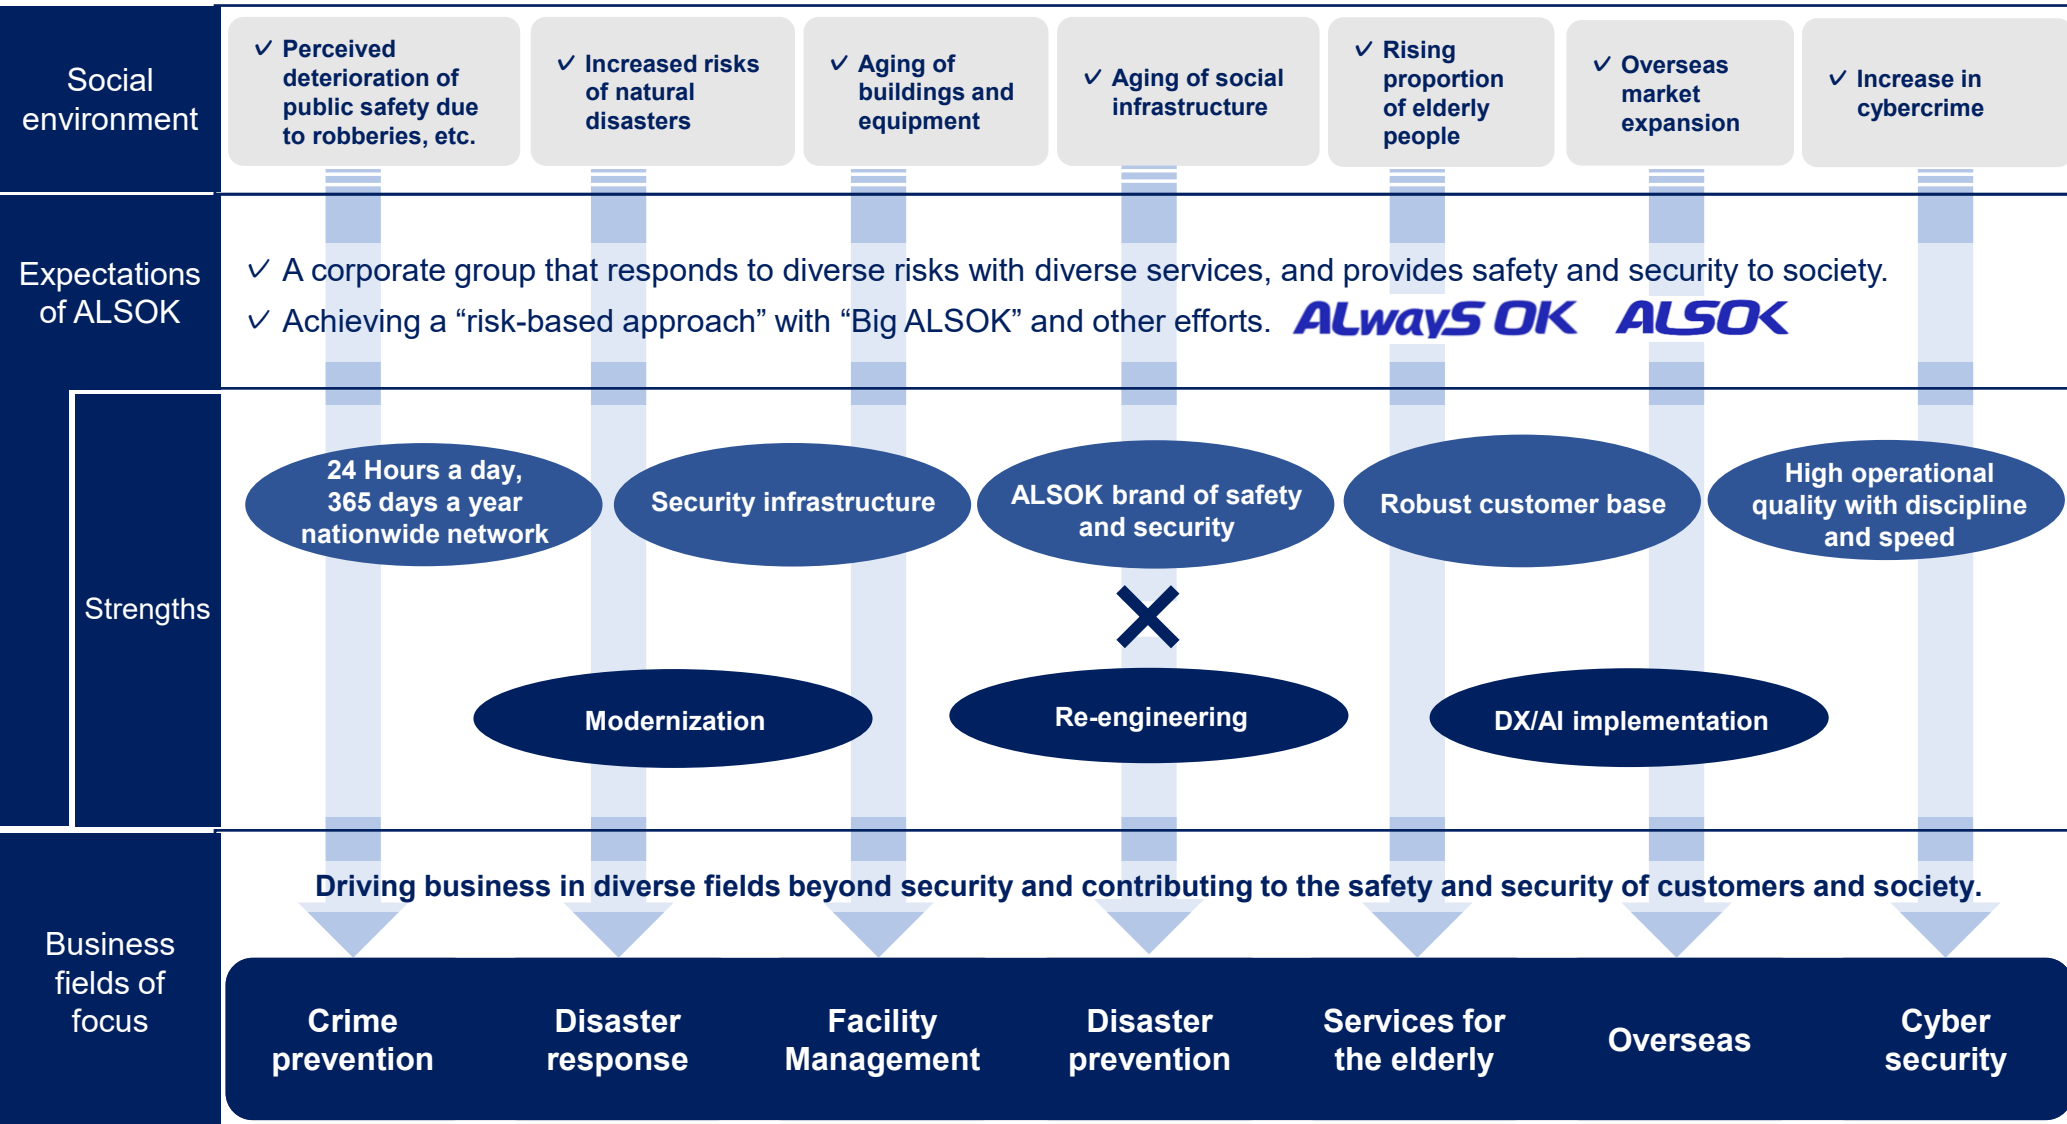 Social
environment
✓ Perceived
deterioration of
public safety due
to robberies, etc.
✓ Increased risks
of natural
disasters
✓ Aging of
buildings and
equipment
✓ Aging of social
infrastructure
✓ Rising
proportion
of elderly
people
✓ Overseas
market
expansion
✓ Increase in
cybercrime
Expectations
of ALSOK
✓ A corporate group that responds to diverse risks with diverse services, and provides safety and security to society.
✓ Achieving a “risk-based approach” with “Big ALSOK” and other efforts. ALwayS OK ALSOK
Strengths
24 Hours a day,
365 days a year
nationwide network
Security infrastructure
ALSOK brand of safety
and security
Robust customer base
High operational
quality with discipline
and speed
Modernization
Re-engineering
DX/AI implementation
Business
fields of
focus
Driving business in diverse fields beyond security and contributing to the safety and security of customers and society.
Crime
prevention
Disaster
response
Facility
Management
Disaster
prevention
Services for
the elderly
Overseas
Cyber
security